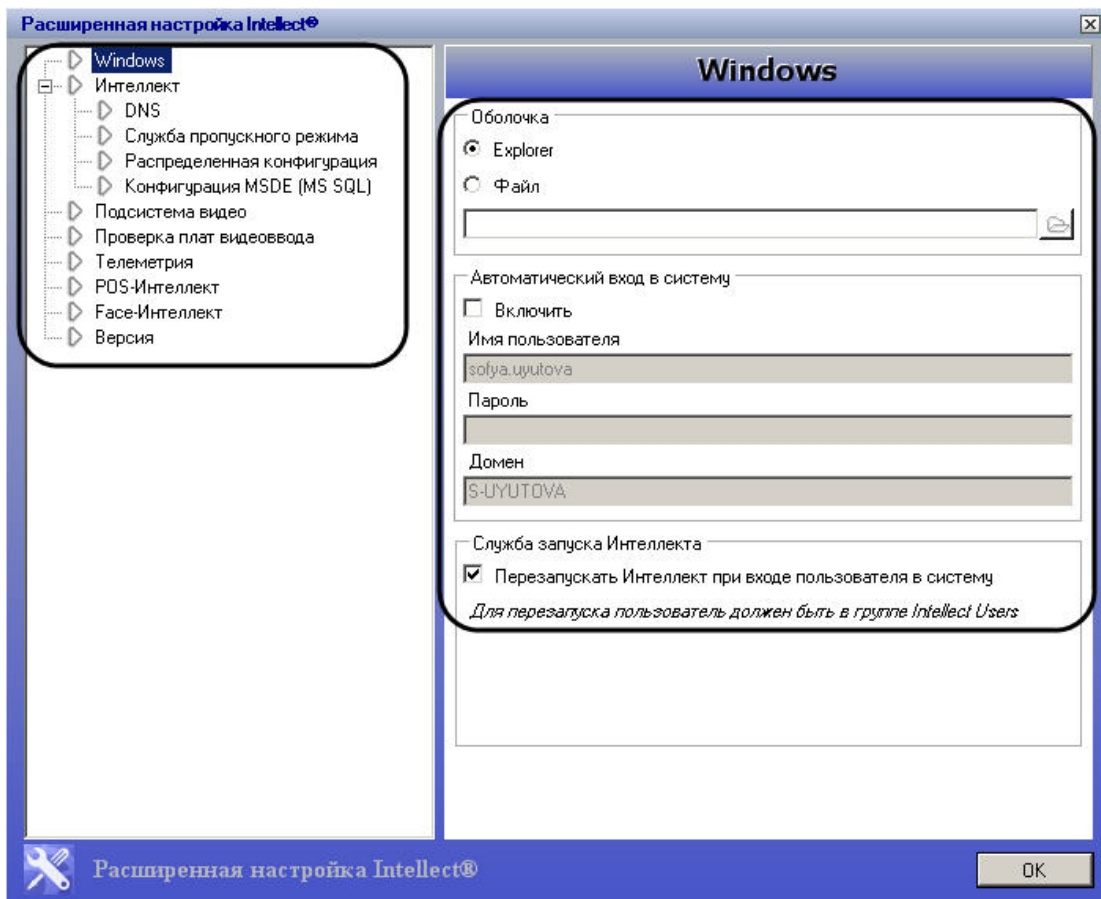 Расширенная настройка Intellect®
Windows
Интеллект
DNS
Служба пропускного режима
Распределенная конфигурация
Конфигурация MSDE (MS SQL)
Подсистема видео
Проверка плат видеоввода
Телеметрия
POS-Интеллект
Face-Интеллект
Версия
Windows
Оболочка
Explorer
Файл
Автоматический вход в систему
Включить
Имя пользователя
sofya.uyutova
Пароль
Домен
S-UYUTOVA
Служба запуска Интеллекта
Перезапускать Интеллект при входе пользователя в систему
Для перезапуска пользователь должен быть в группе Intellect Users
Расширенная настройка Intellect®
OK